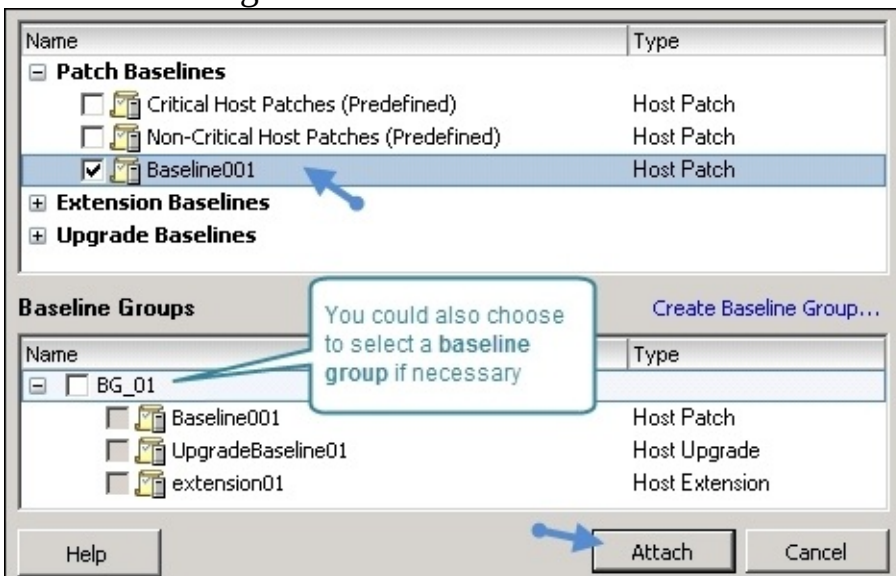 Name Type
Patch Baselines
Critical Host Patches (Predefined) Host Patch
Non-Critical Host Patches (Predefined) Host Patch
Baseline001 Host Patch
Extension Baselines
Upgrade Baselines
Baseline Groups Create Baseline Group...
You could also choose
to select a baseline
group if necessary
Name Type
BG_01
Baseline001 Host Patch
UpgradeBaseline01 Host Upgrade
extension01 Host Extension
Help Attach Cancel